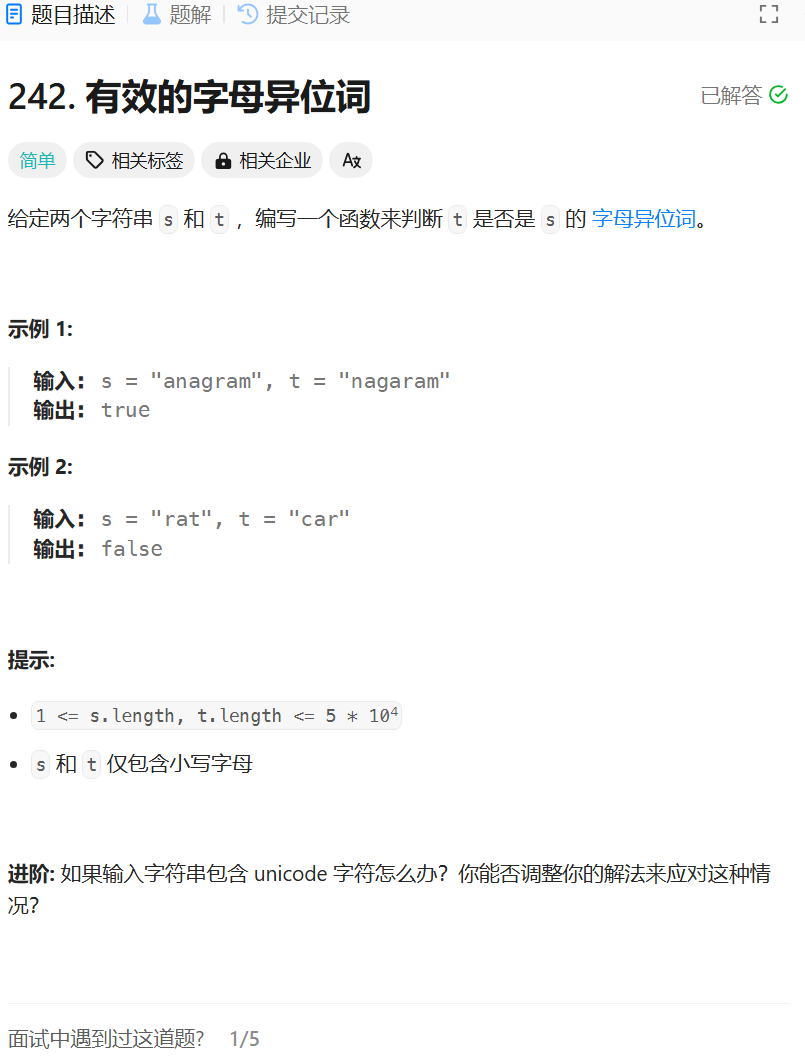 题目描述 题解 提交记录
242. 有效的字母异位词 已解答
简单 相关标签 相关企业 Az
给定两个字符串 s 和 t ，编写一个函数来判断 t 是否是 s 的 字母异位词。
示例 1:
输入: s = "anagram", t = "nagaram"
输出: true
示例 2:
输入: s = "rat", t = "car"
输出: false
提示:
1 <= s.length, t.length <= 5 * 10⁴
s 和 t 仅包含小写字母
进阶: 如果输入字符串包含 unicode 字符怎么办？你能否调整你的解法来应对这种情
况？
面试中遇到过这道题? 1/5